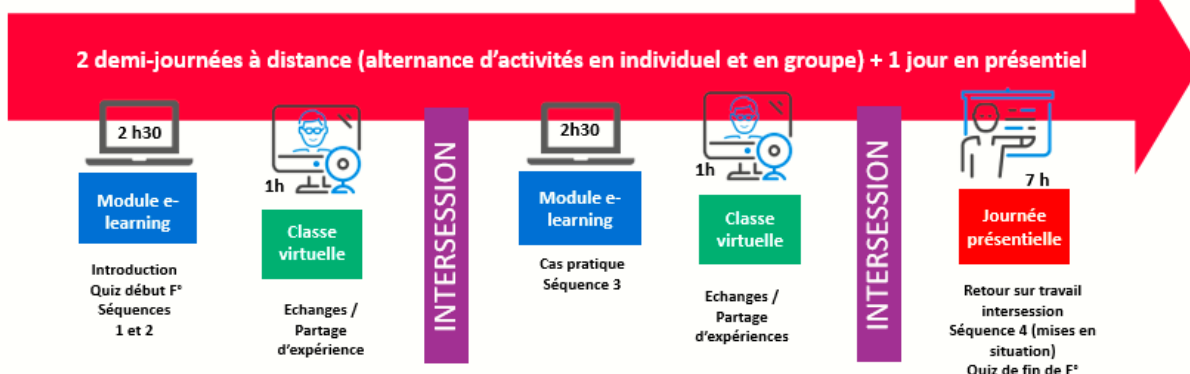 2 demi-journées à distance (alternance d'activités en individuel et en groupe) + 1 jour en présentiel
2 h30
Module e-
learning
Introduction
Quiz début F°
Séquences
1 et 2
1h
Classe
virtuelle
Echanges /
Partage
d'expérience
INTERSESSION
2h30
Module e-
learning
Cas pratique
Séquence 3
1h
Classe
virtuelle
Echanges /
Partage
d'expériences
INTERSESSION
7 h
Journée
présentielle
Retour sur travail
intersession
Séquence 4 (mises en
situation)
Quiz de fin de F°